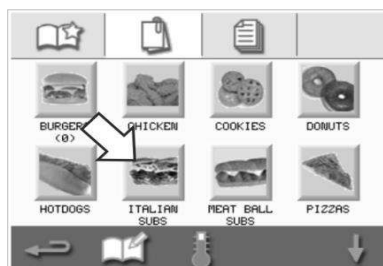 BURGERS CHICKEN COOKIES DONUTS
(0)
HOTDOGS ITALIAN MEAT BALL PIZZAS
SUBS SUBS